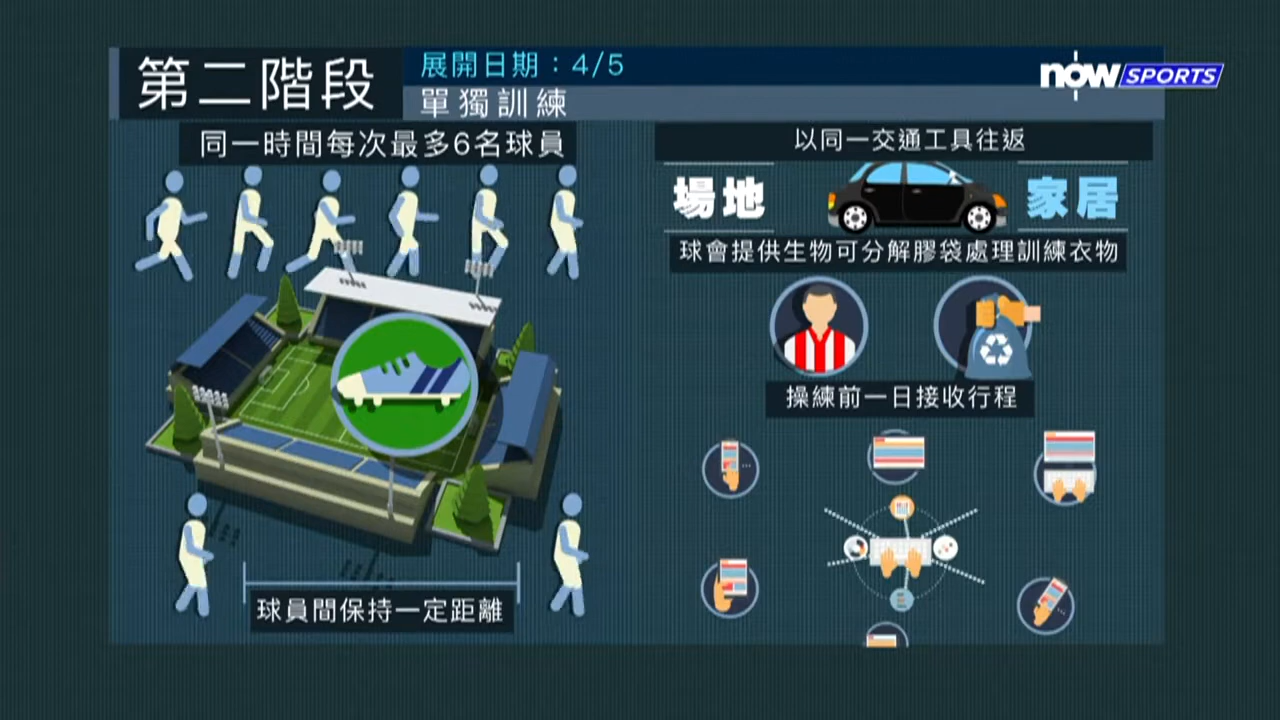 第二階段
展開日期：4/5
單獨訓練
now SPORTS
同一時間每次最多6名球員
球員間保持一定距離
以同一交通工具往返
場地 家居
球會提供生物可分解膠袋處理訓練衣物
操練前一日接收行程